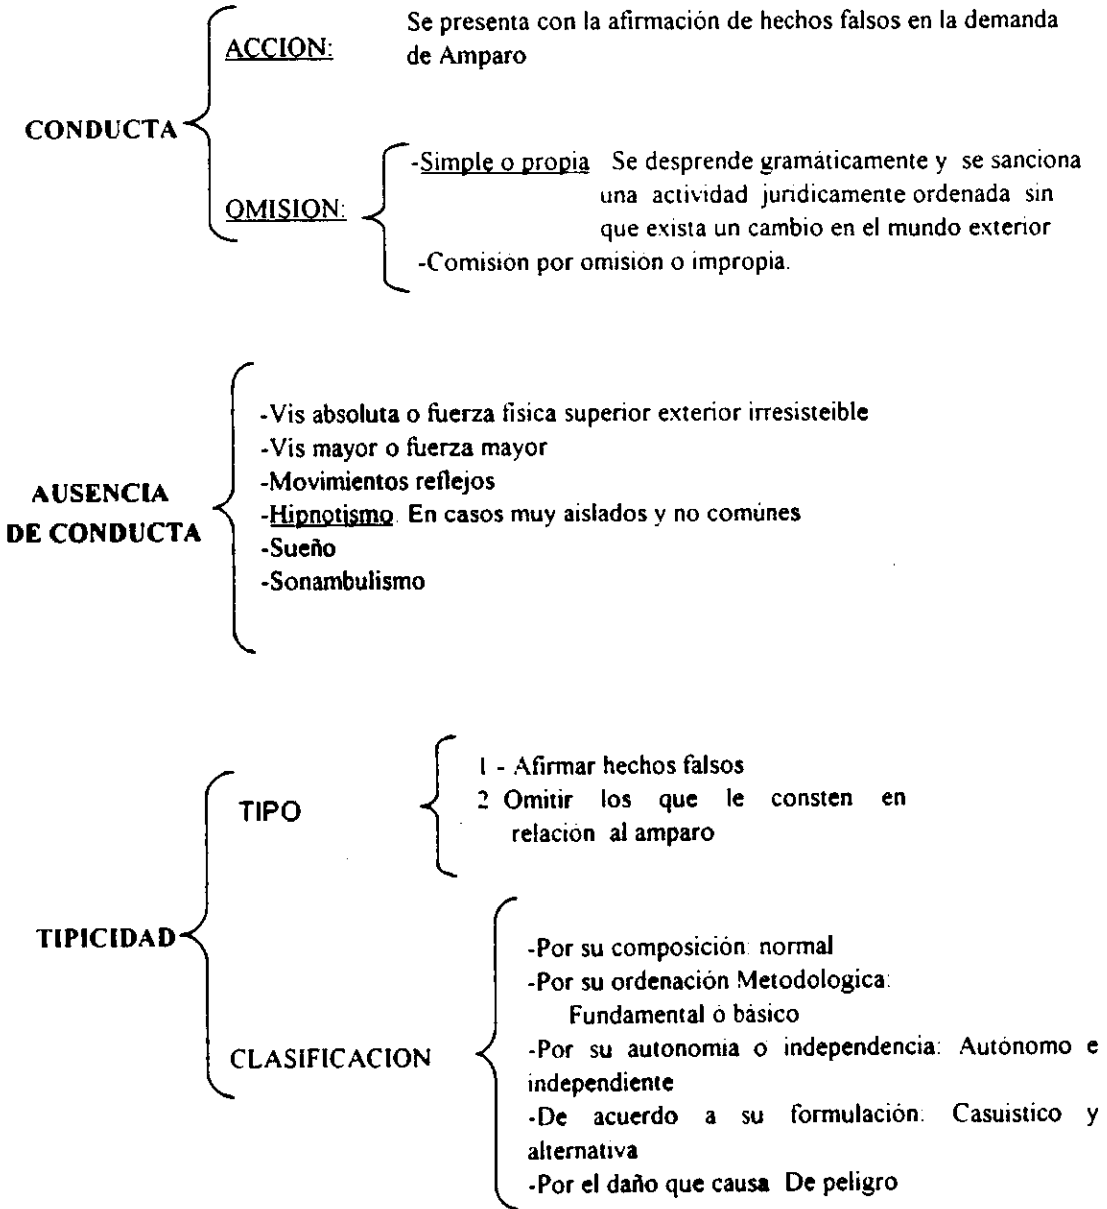 Se presenta con la afirmación de hechos falsos en la demanda
ACCION: de Amparo
CONDUCTA
-Simple o propia Se desprende gramáticamente y se sanciona
una actividad juridicamente ordenada sin
OMISION:
que exista un cambio en el mundo exterior
-Comisión por omisión o impropia.
-Vis absoluta o fuerza fisica superior exterior irresisteible
-Vis mayor o fuerza mayor
AUSENCIA
DE CONDUCTA
-Movimientos reflejos
-Hipnotismo. En casos muy aislados y no comúnes
-Sueño
-Sonambulismo
TIPICIDAD
TIPO
1 - Afirmar hechos falsos
2 Omitir los que le consten en
relación al amparo
CLASIFICACION
-Por su composición: normal
-Por su ordenación Metodologica:
Fundamental ó básico
-Por su autonomia o independencia: Autónomo e
independiente
-De acuerdo a su formulación: Casuistico y
alternativa
-Por el daño que causa De peligro